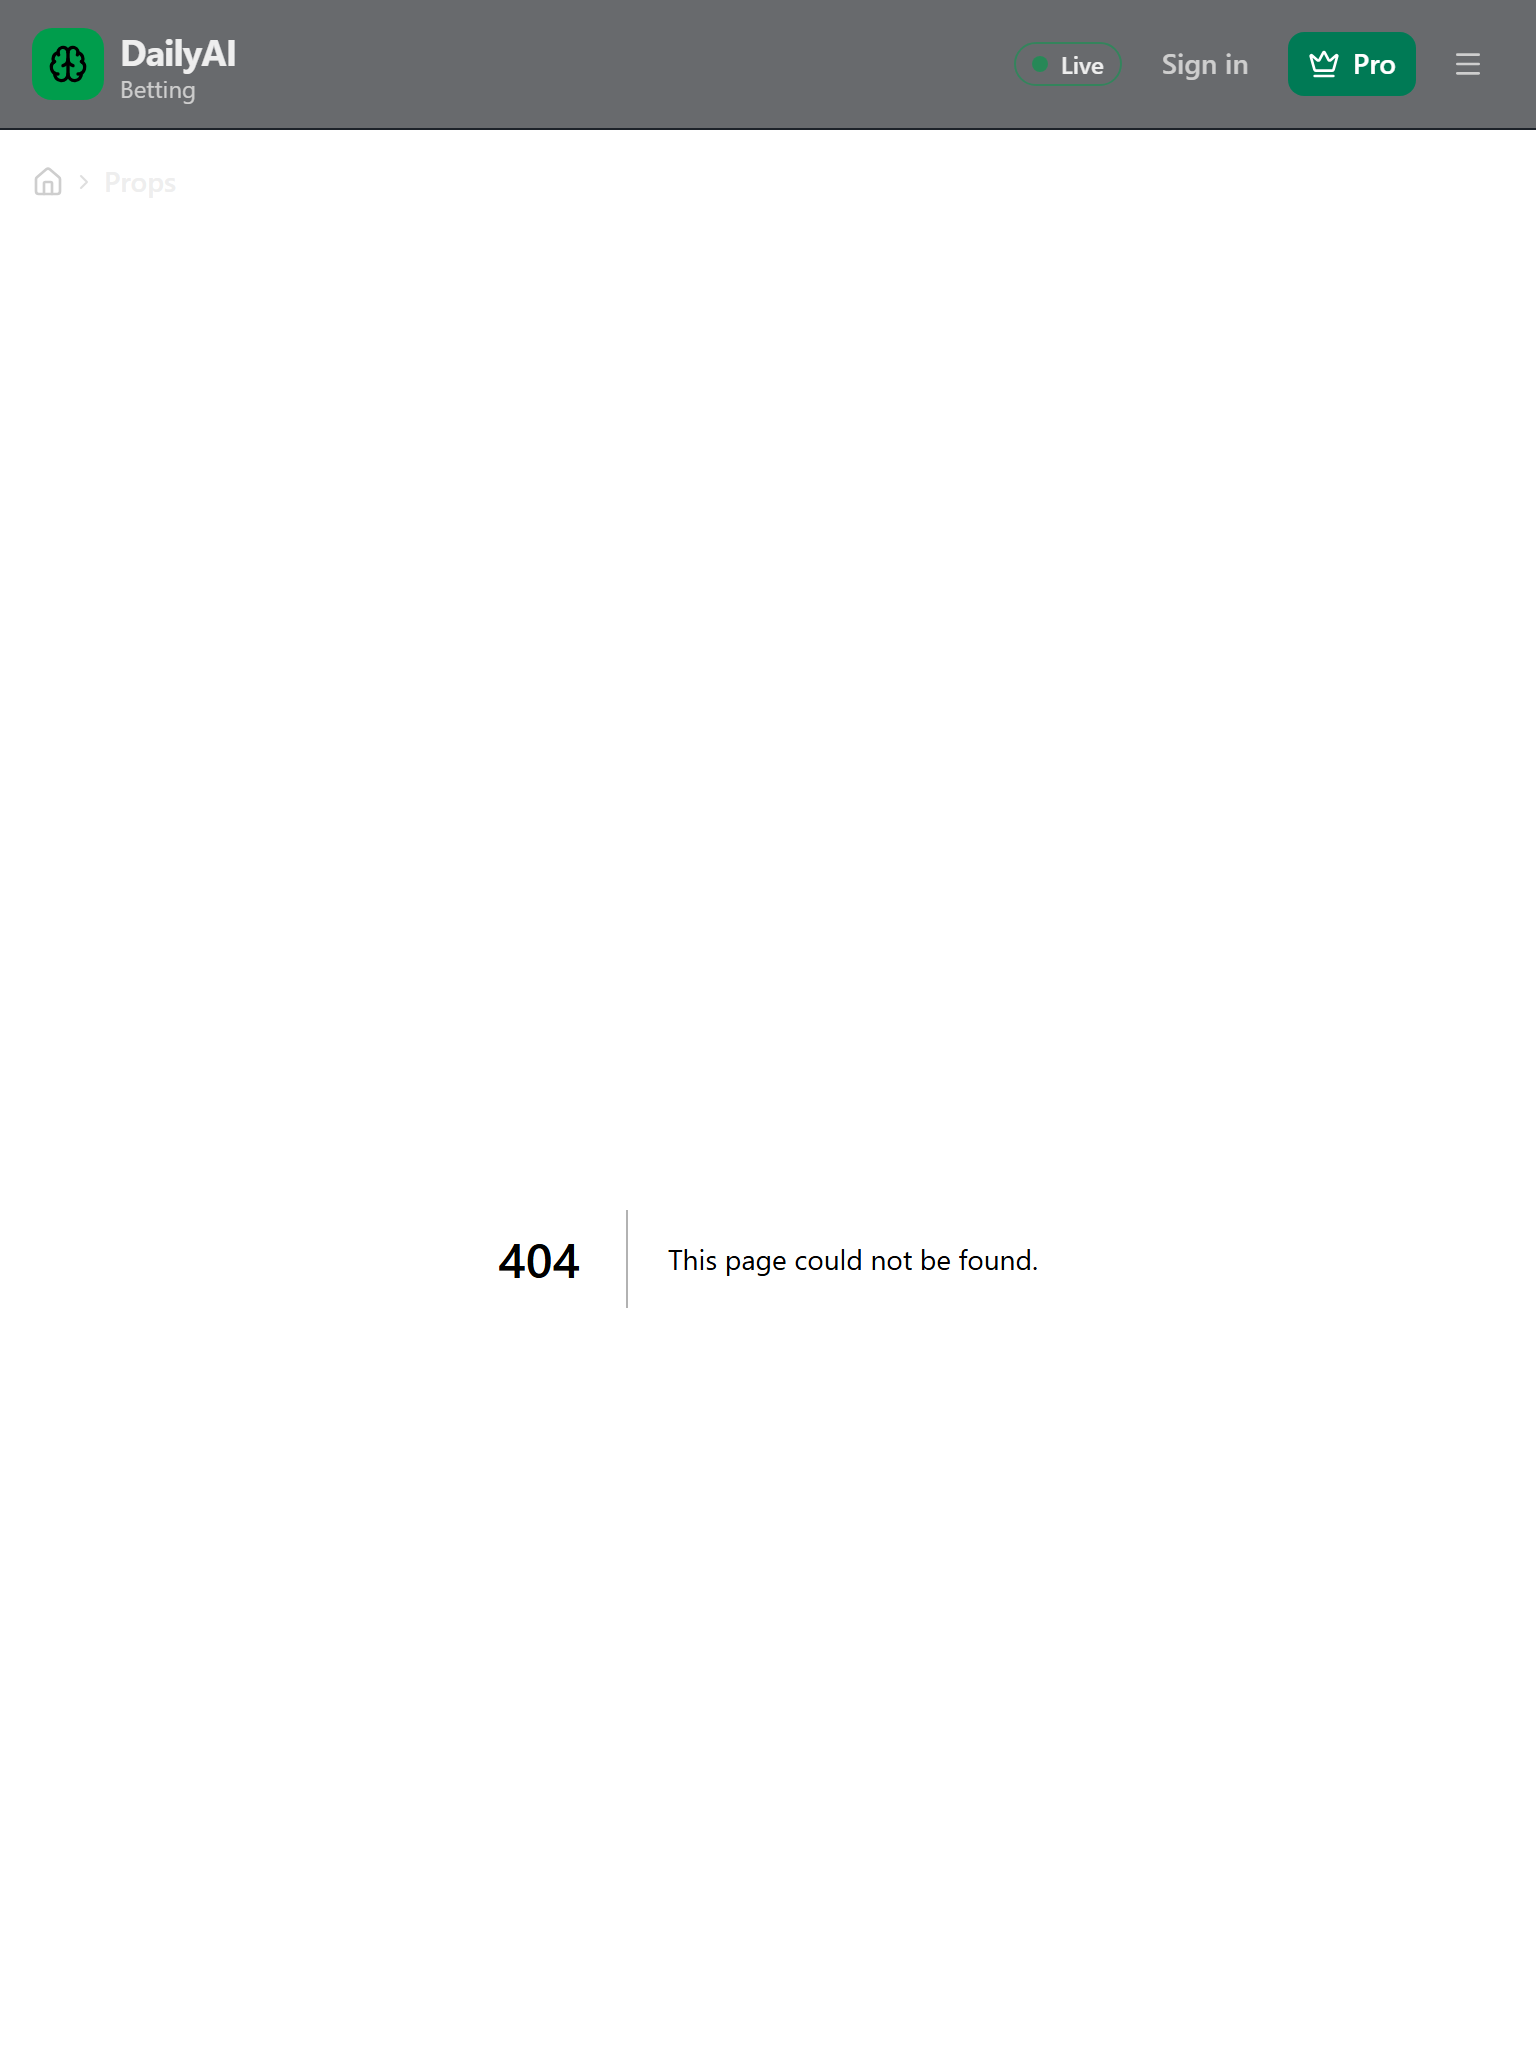 DailyAI
Betting
Live
Sign in
Pro
Props
404
This page could not be found.